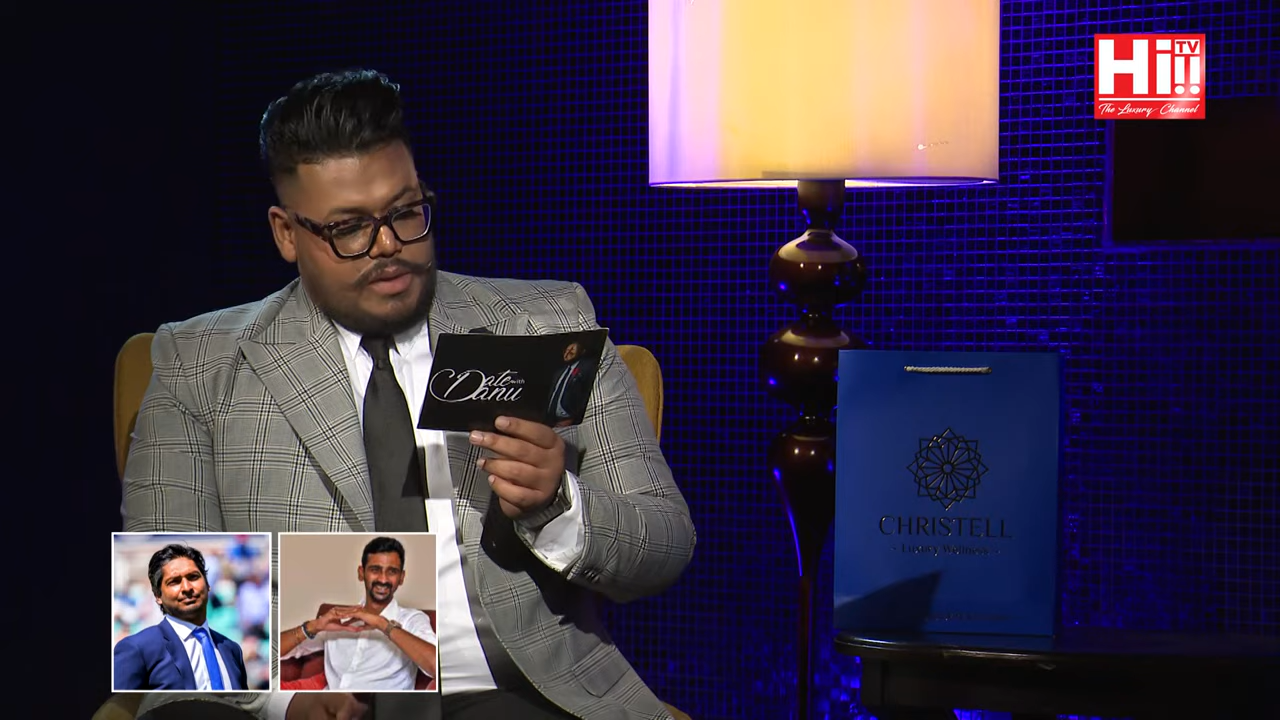 Hi!!
TV
The Luxury Channel
Date with
Danu
CHRISTELL
- Luxury Wellness -